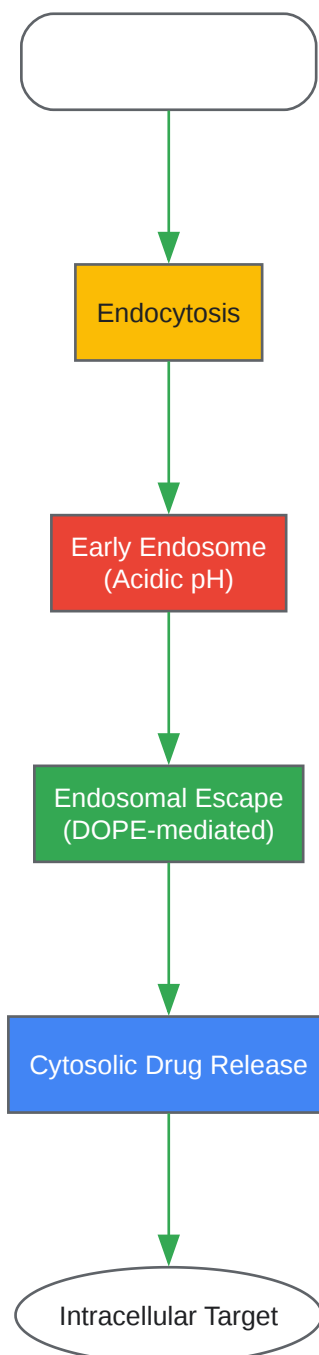 Endocytosis
Early Endosome
(Acidic pH)
Endosomal Escape
(DOPE-mediated)
Cytosolic Drug Release
Intracellular Target